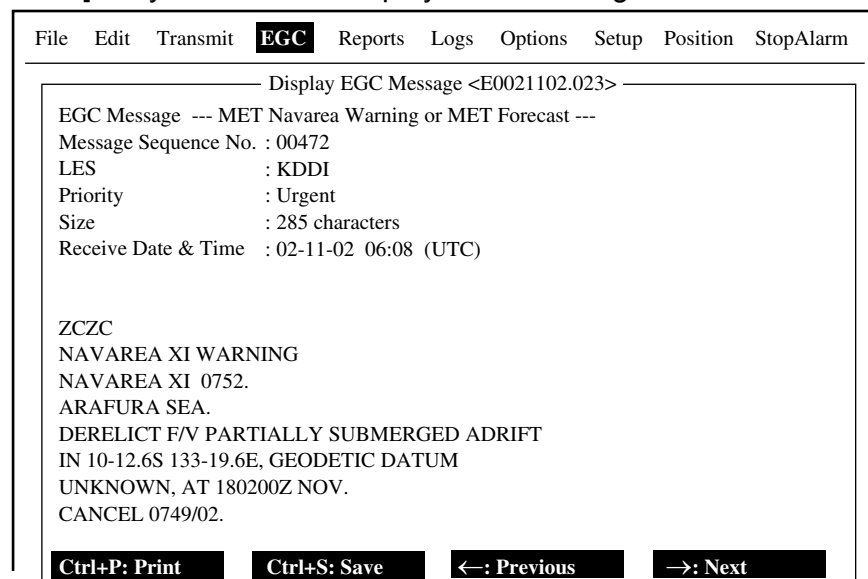 File Edit Transmit EGC Reports Logs Options Setup Position StopAlarm
Display EGC Message <E0021102.023>
EGC Message --- MET Navarea Warning or MET Forecast ---
Message Sequence No. : 00472
LES : KDDI
Priority : Urgent
Size : 285 characters
Receive Date & Time : 02-11-02 06:08 (UTC)
ZCZC
NAVAREA XI WARNING
NAVAREA XI 0752.
ARAFURA SEA.
DERELICT F/V PARTIALLY SUBMERGED ADRIFT
IN 10-12.6S 133-19.6E, GEODETIC DATUM
UNKNOWN, AT 180200Z NOV.
CANCEL 0749/02.
Ctrl+P: Print Ctrl+S: Save ←: Previous →: Next